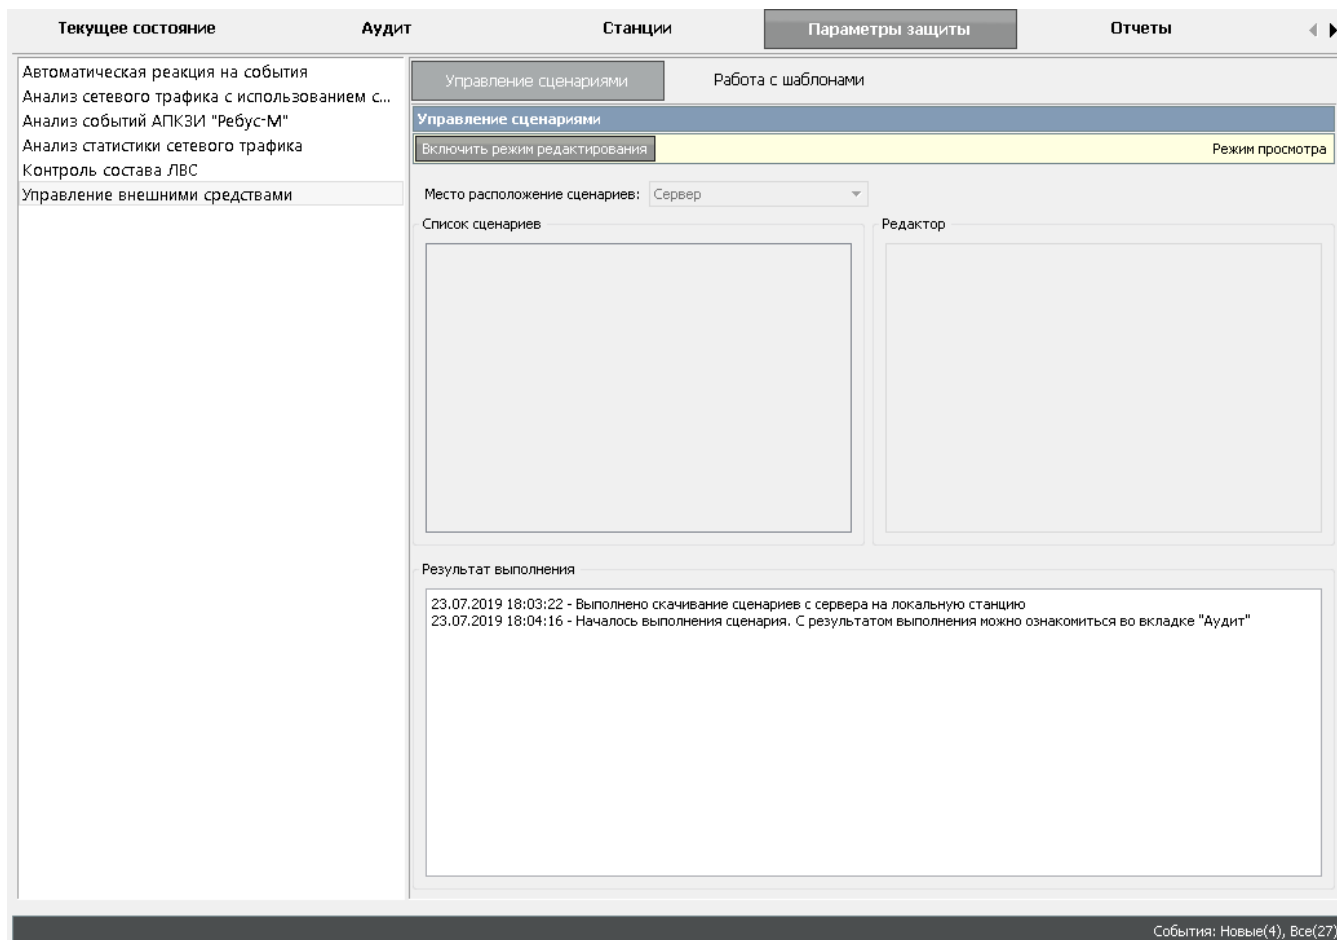 Текущее состояние Аудит Станции Параметры защиты Отчеты
Автоматическая реакция на события
Анализ сетевого трафика с использованием с...
Анализ событий АПКЗИ "Ребус-М"
Анализ статистики сетевого трафика
Контроль состава ЛВС
Управление внешними средствами
Управление сценариями Работа с шаблонами
Управление сценариями
Включить режим редактирования Режим просмотра
Место расположение сценариев: Сервер
Список сценариев Редактор
Результат выполнения
23.07.2019 18:03:22 - Выполнено скачивание сценариев с сервера на локальную станцию
23.07.2019 18:04:16 - Началось выполнения сценария. С результатом выполнения можно ознакомиться во вкладке "Аудит"
События: Новые(4), Все(27)